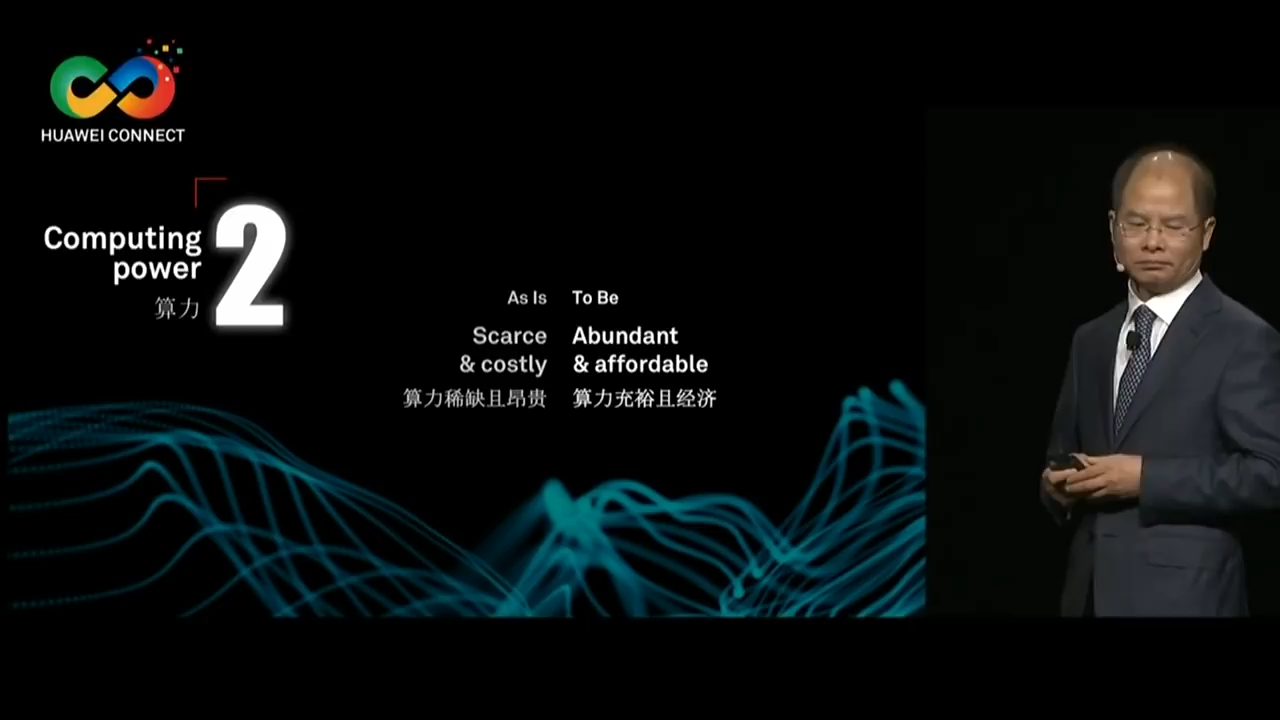 HUAWEI CONNECT
Computing
power
算力
2
As Is
To Be
Scarce
& costly
Abundant
& affordable
算力稀缺且昂贵
算力充裕且经济